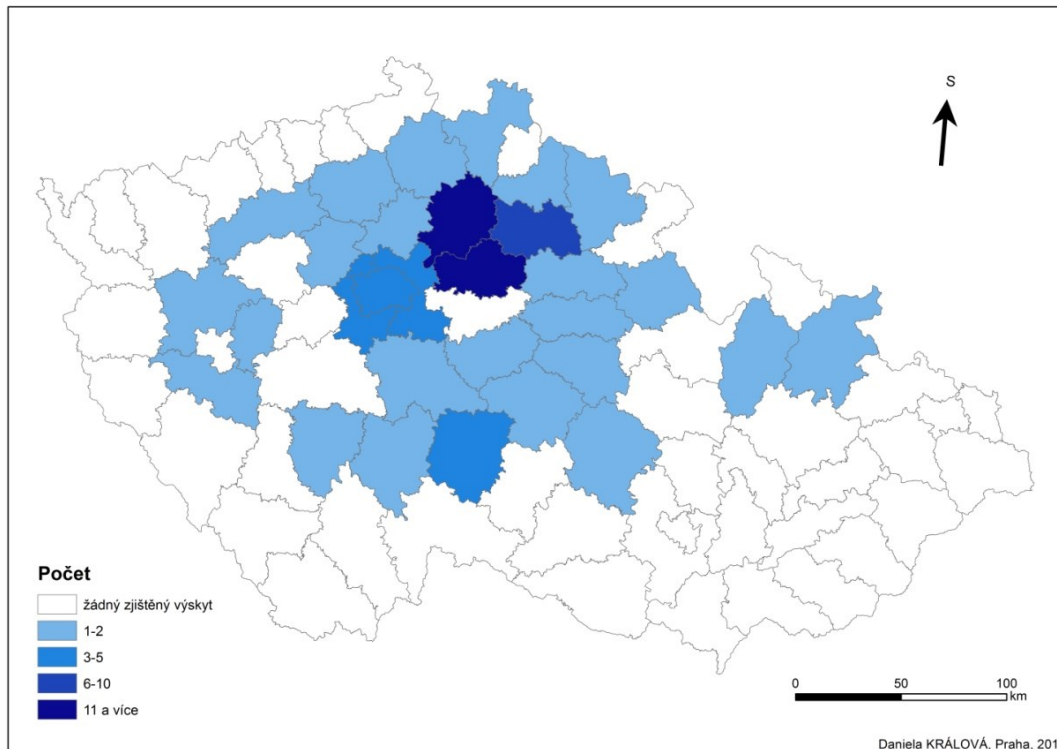 S
Počet
žádný zjištěný výskyt
1-2
3-5
6-10
11 a více
0 50 100
km
Daniela KRÁLOVÁ, Praha, 201